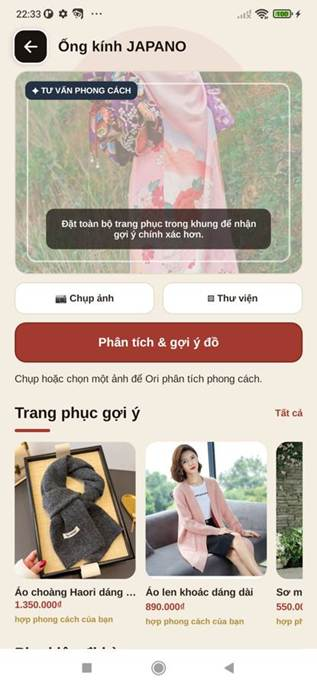 22:33
100
Ống kính JAPANO
TƯ VẤN PHONG CÁCH
Đặt toàn bộ trang phục trong khung để nhận
gợi ý chính xác hơn.
Chụp ảnh
Thư viện
Phân tích & gợi ý đồ
Chụp hoặc chọn một ảnh để Ori phân tích phong cách.
Trang phục gợi ý
Tất cả
Áo choàng Haori dáng ...
Áo len khoác dáng dài
Sơ m
1.350.000₫
890.000₫
550.00
hợp phong cách của bạn
hợp phong cách của bạn
hợp ph